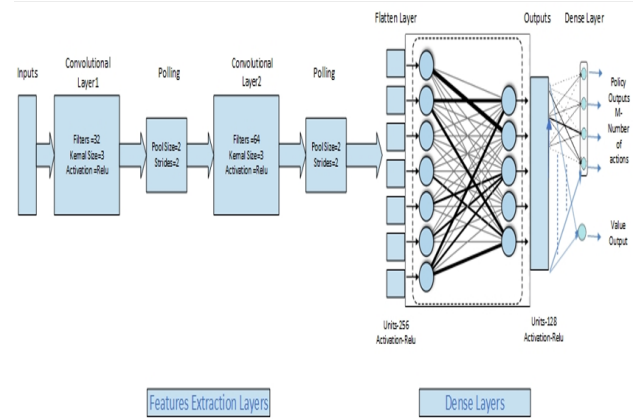 Inputs
Convolutional
Layer1
Polling
Convolutional
Layer2
Polling
Flatten Layer
Outputs
Dense Layer
Filters =32
Kernal Size=3
Activation =Relu
Pool Size=2
Strides=2
Filters =64
Kernal Size=3
Activation =Relu
Pool Size=2
Strides=2
Policy
Outputs
M-
Number
of
actions
Value
Output
Units-256
Activation-Relu
Units-128
Activation-Relu
Features Extraction Layers
Dense Layers